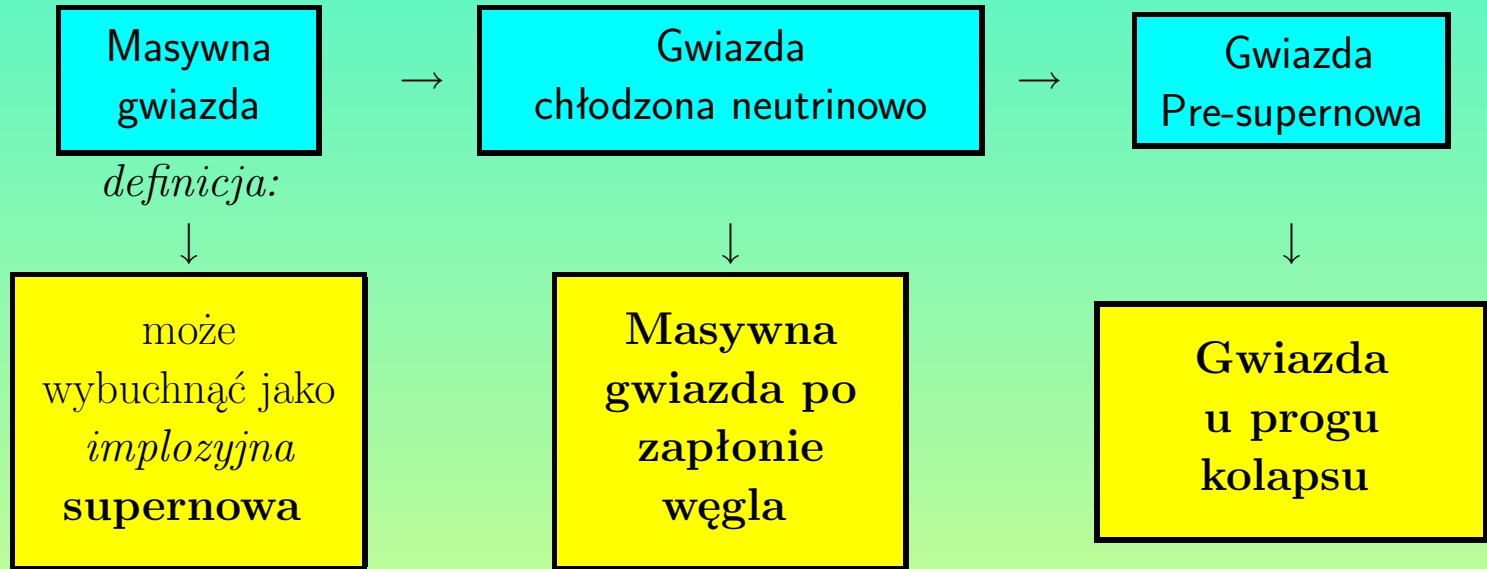 Masywna
gwiazda
→
Gwiazda
chłodzona neutrinowo
→
Gwiazda
Pre-supernowa
definicja:
↓
↓
↓
może
wybuchnąć jako
implozyjna
supernowa
Masywna
gwiazda po
zapłonie
węgla
Gwiazda
u progu
kolapsu